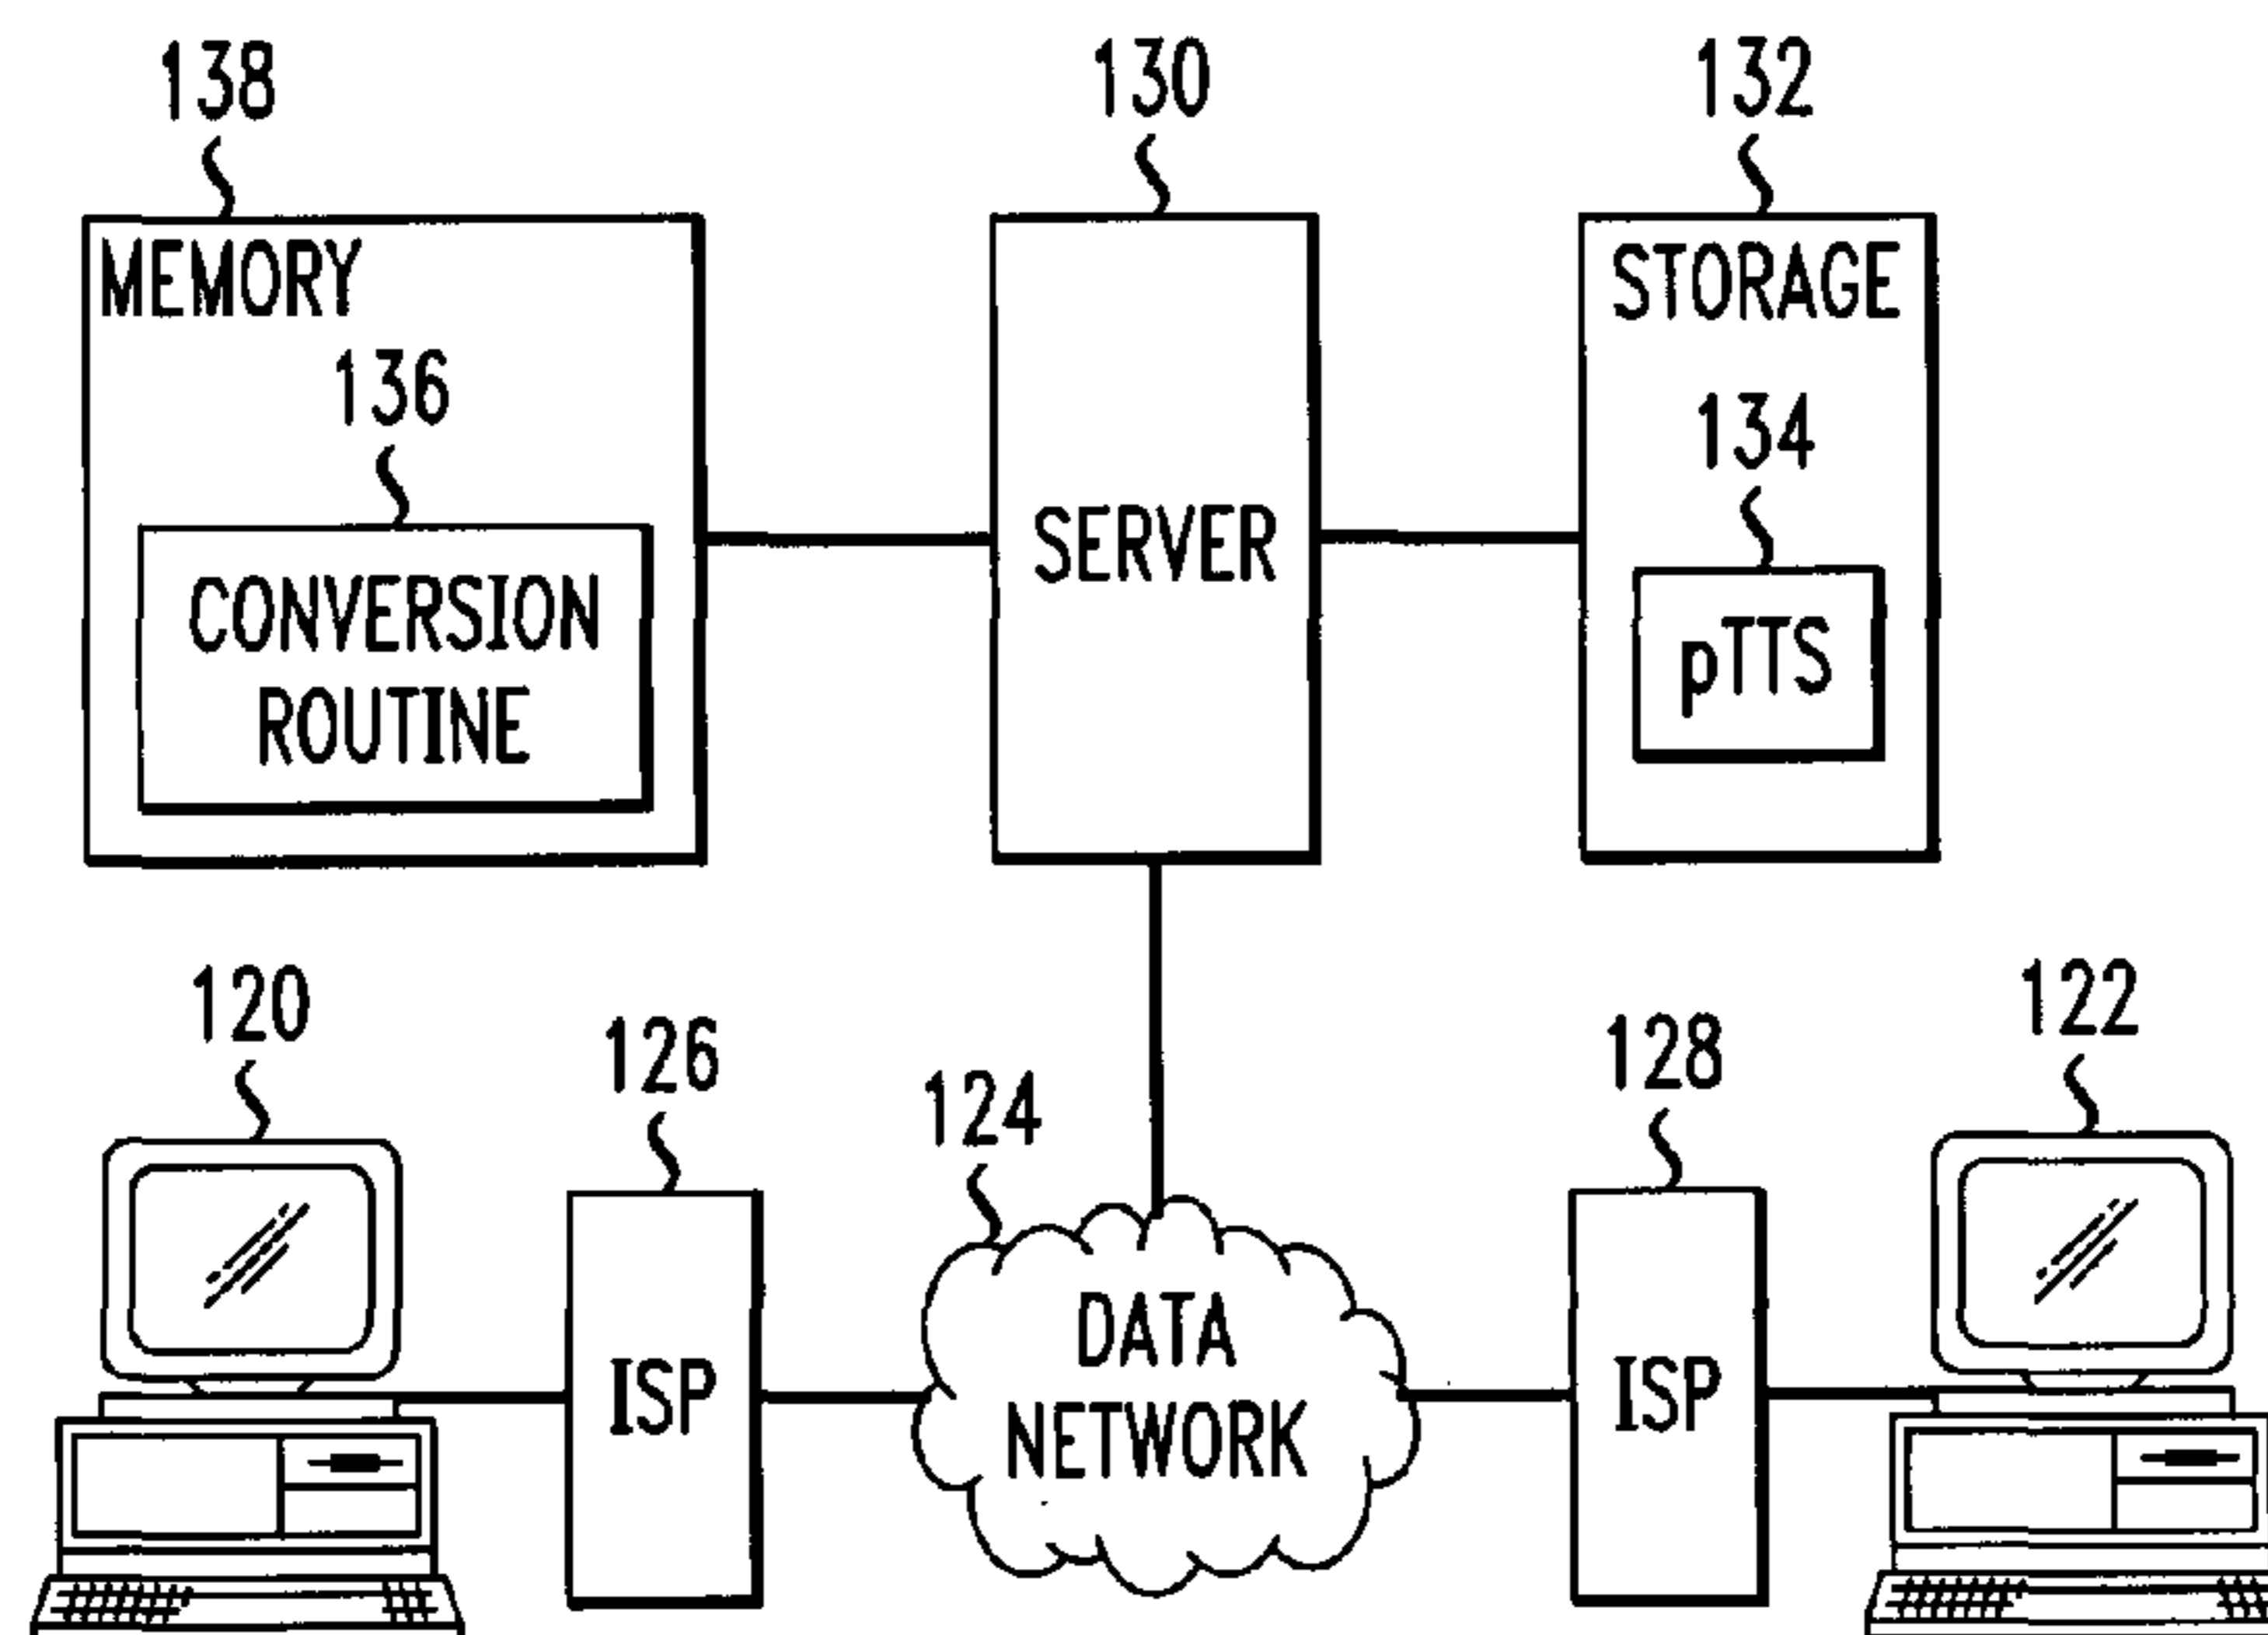 138
130
132
MEMORY
STORAGE
136
134
SERVER
CONVERSION
ROUTINE
pTTS
120
126
124
128
122
DATA
NETWORK
ISP
ISP